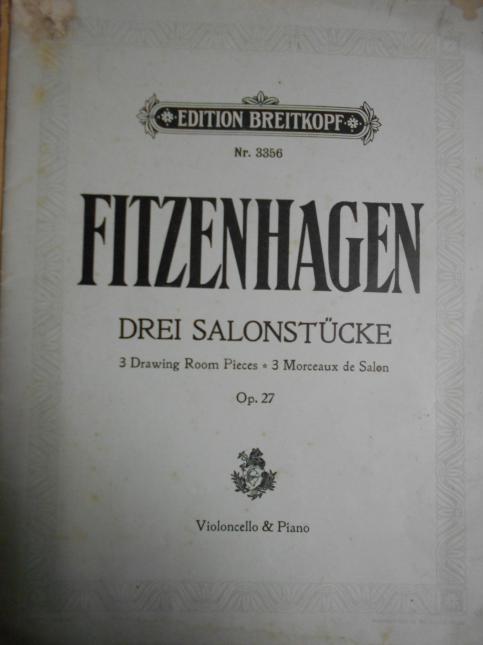 EDITION BREITKOPF
Nr. 3356
FITZENHAGEN
DREI SALONSTÜCKE
3 Drawing Room Pieces * 3 Morceaux de Salon
Op. 27
Violoncello & Piano